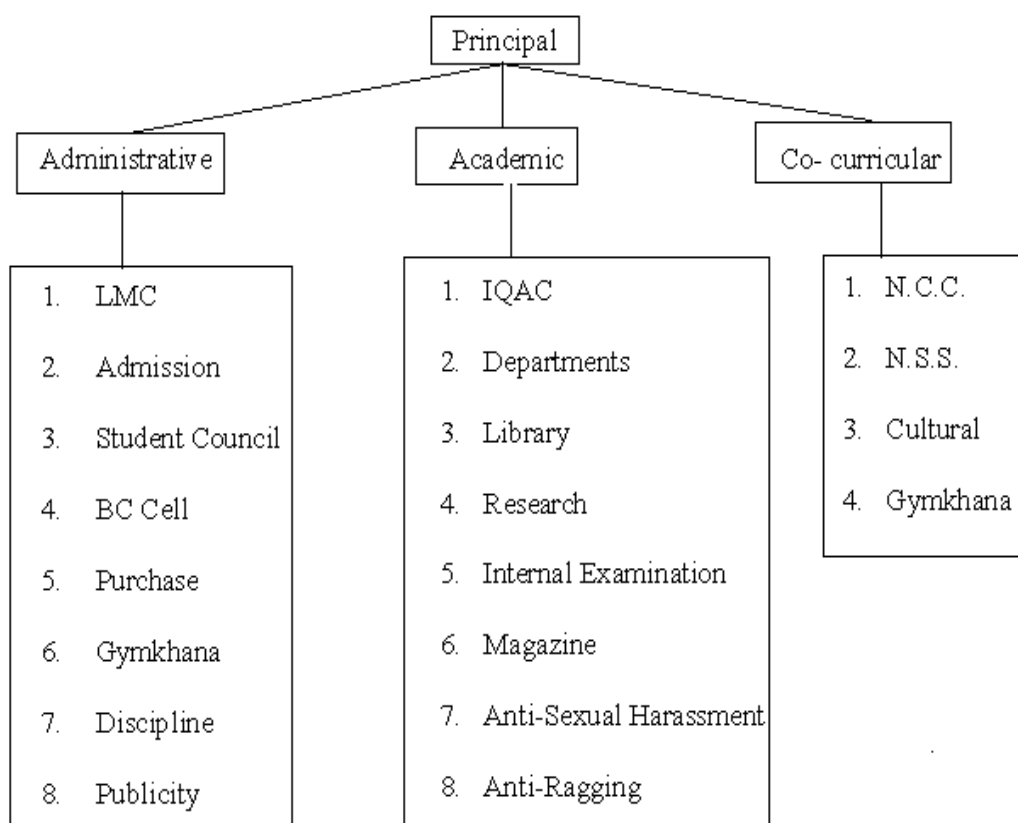 Principal
Administrative
Academic
Co- curricular
1. LMC
2. Admission
3. Student Council
4. BC Cell
5. Purchase
6. Gymkhana
7. Discipline
8. Publicity
1. IQAC
2. Departments
3. Library
4. Research
5. Internal Examination
6. Magazine
7. Anti-Sexual Harassment
8. Anti-Ragging
1. N.C.C.
2. N.S.S.
3. Cultural
4. Gymkhana